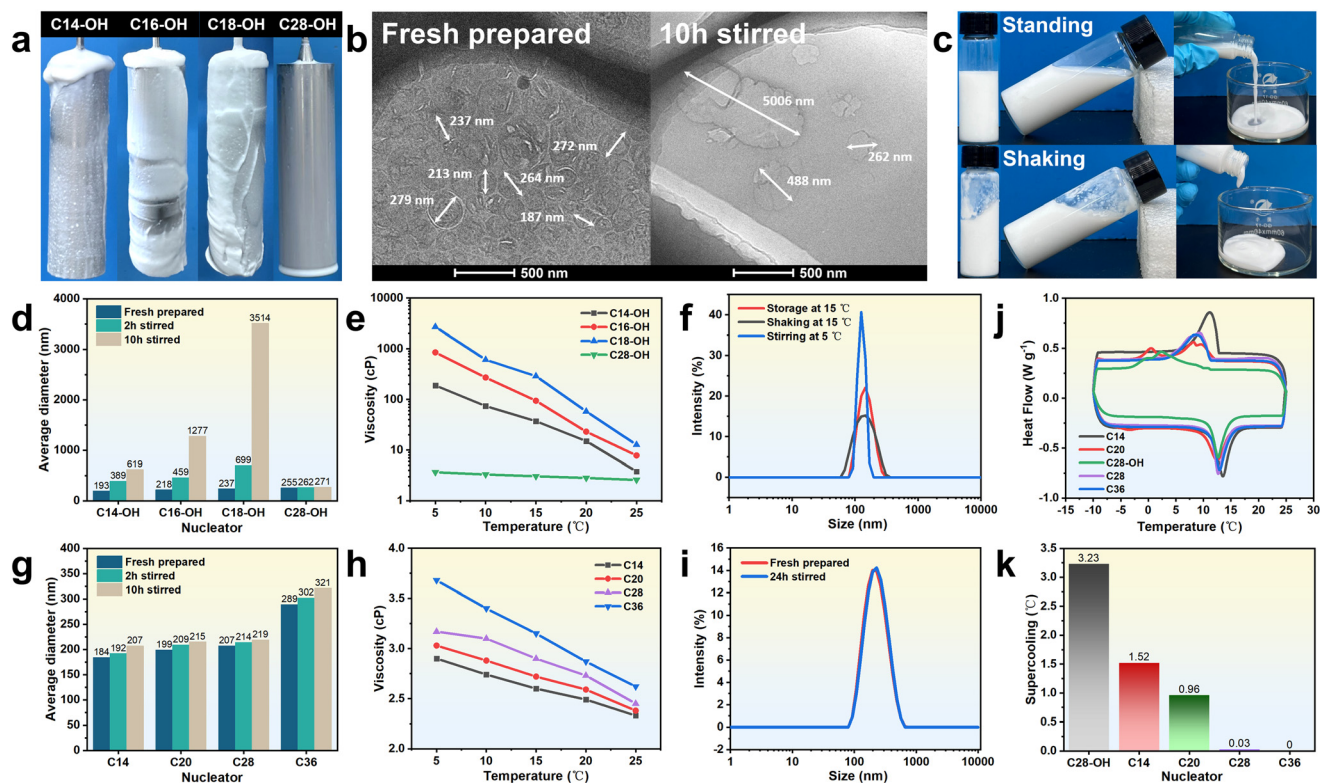 a
C14-OH C16-OH C18-OH C28-OH
b
Fresh prepared
10h stirred
237 nm
272 nm
213 nm
264 nm
279 nm
187 nm
500 nm
5006 nm
262 nm
488 nm
500 nm
c
Standing
Shaking
d
Average diameter (nm)
4000
3000
2000
1000
500
0
Fresh prepared
2h stirred
10h stirred
193 389 619
218 459 1277
237 699 3514
255 262 271
C14-OH C16-OH C18-OH C28-OH
Nucleator
e
Viscosity (cP)
10000
1000
100
10
1
C14-OH
C16-OH
C18-OH
C28-OH
5 10 15 20 25
Temperature (℃)
f
Intensity (%)
40
30
20
10
0
Storage at 15 ℃
Shaking at 15 ℃
Stirring at 5 ℃
1 10 100 1000 10000
Size (nm)
j
Heat Flow (W g⁻¹)
1.0
0.5
0.0
-0.5
-1.0
C14
C20
C28-OH
C28
C36
-15 -10 -5 0 5 10 15 20 25 30
Temperature (℃)
g
Average diameter (nm)
400
350
300
250
200
150
100
50
0
Fresh prepared
2h stirred
10h stirred
184 192 207
199 209 215
207 214 219
289 302 321
C14 C20 C28 C36
Nucleator
h
Viscosity (cP)
4.0
3.5
3.0
2.5
2.0
C14
C20
C28
C36
5 10 15 20 25
Temperature (℃)
i
Intensity (%)
16
14
12
10
8
6
4
2
0
-2
Fresh prepared
24h stirred
1 10 100 1000 10000
Size (nm)
k
Supercooling (℃)
3.5
3.0
2.5
2.0
1.5
1.0
0.5
0.0
3.23
1.52
0.96
0.03
0
C28-OH C14 C20 C28 C36
Nucleator